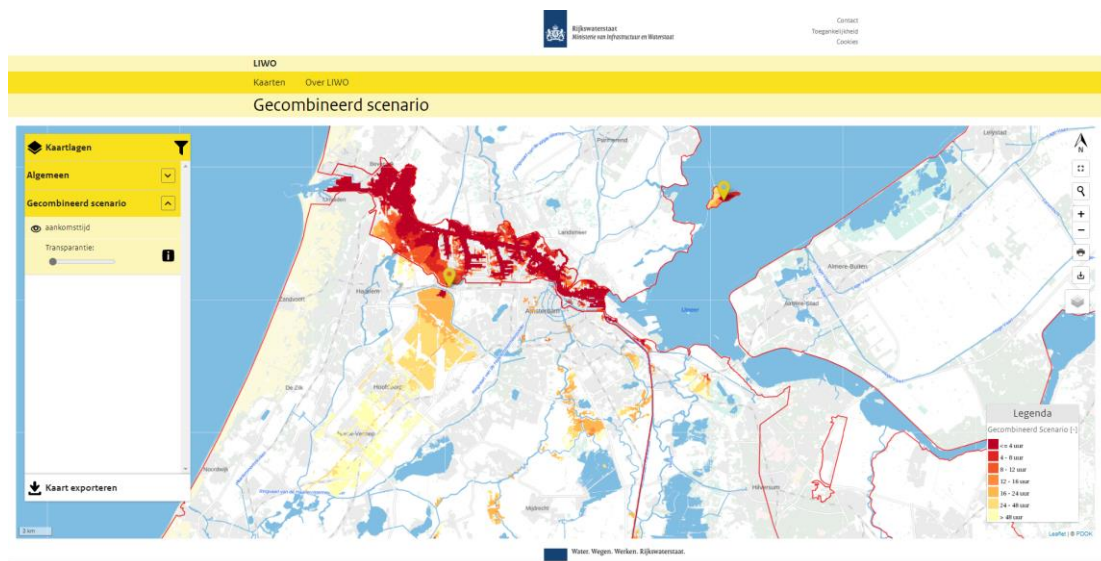 Rijkswaterstaat
Ministerie van Infrastructuur en Waterstaat
Contact
Toegankelijkheid
Cookies
LIWO
Kaarten
Over LIWO
Gecombineerd scenario
Kaartlagen
Algemeen
Gecombineerd scenario
aankomsttijd
Transparantie:
Kaart exporteren
N
Purmerend
Lelystad
Landsmeer
Almere-Buiten
Haarlem
Zandvoort
Amsterdam
IJmeer
De Zilk
Noordwijk
Mijdrecht
Hilversum
3 km
Legenda
Gecombineerd Scenario [-]
<= 4 uur
4 - 8 uur
8 - 12 uur
12 - 16 uur
16 - 24 uur
24 - 48 uur
> 48 uur
Leaflet | © PDOK
Water. Wegen. Werken. Rijkswaterstaat.